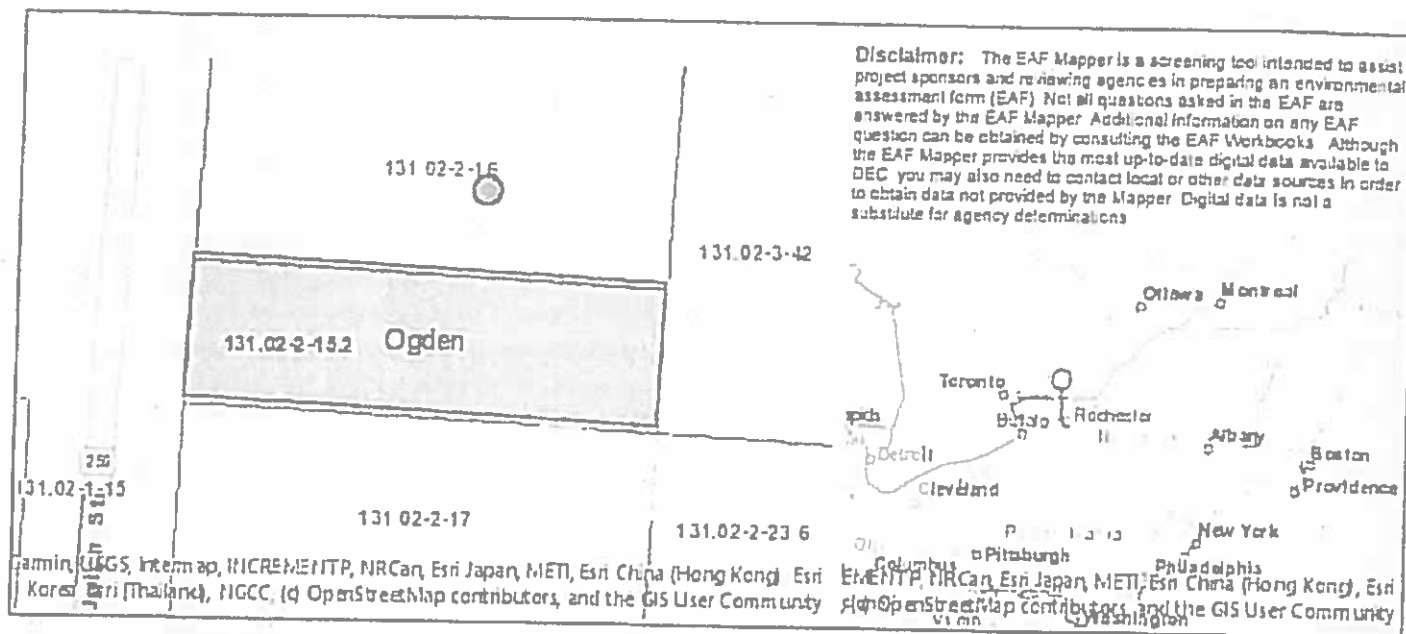 Disclaimer: The EAF Mapper is a screening tool intended to assist
project sponsors and reviewing agencies in preparing an environmental
assessment form (EAF). Not all questions asked in the EAF are
answered by the EAF Mapper. Additional information on any EAF
question can be obtained by consulting the EAF Workbooks. Although
the EAF Mapper provides the most up-to-date digital data available to
DEC, you may also need to contact local or other data sources in order
to obtain data not provided by the Mapper. Digital data is not a
substitute for agency determinations.
131.02-2-16
131.02-3-42
131.02-2-15.2
Ogden
259
131.02-1-15
131.02-2-17
131.02-2-23.6
Garmin, USGS, Intermap, INCREMENT P, NRCan, Esri Japan, METI, Esri China (Hong Kong), Esri
Korea, Esri (Thailand), NGCC, (c) OpenStreetMap contributors, and the GIS User Community
Ottawa
Montreal
Toronto
Rochester
Buffalo
Albany
Detroit
Boston
Cleveland
Providence
New York
Pittsburgh
Columbus
Philadelphia
EMENT P, NRCan, Esri Japan, METI, Esri China (Hong Kong), Esri
OpenStreetMap contributors, and the GIS User Community
Washington